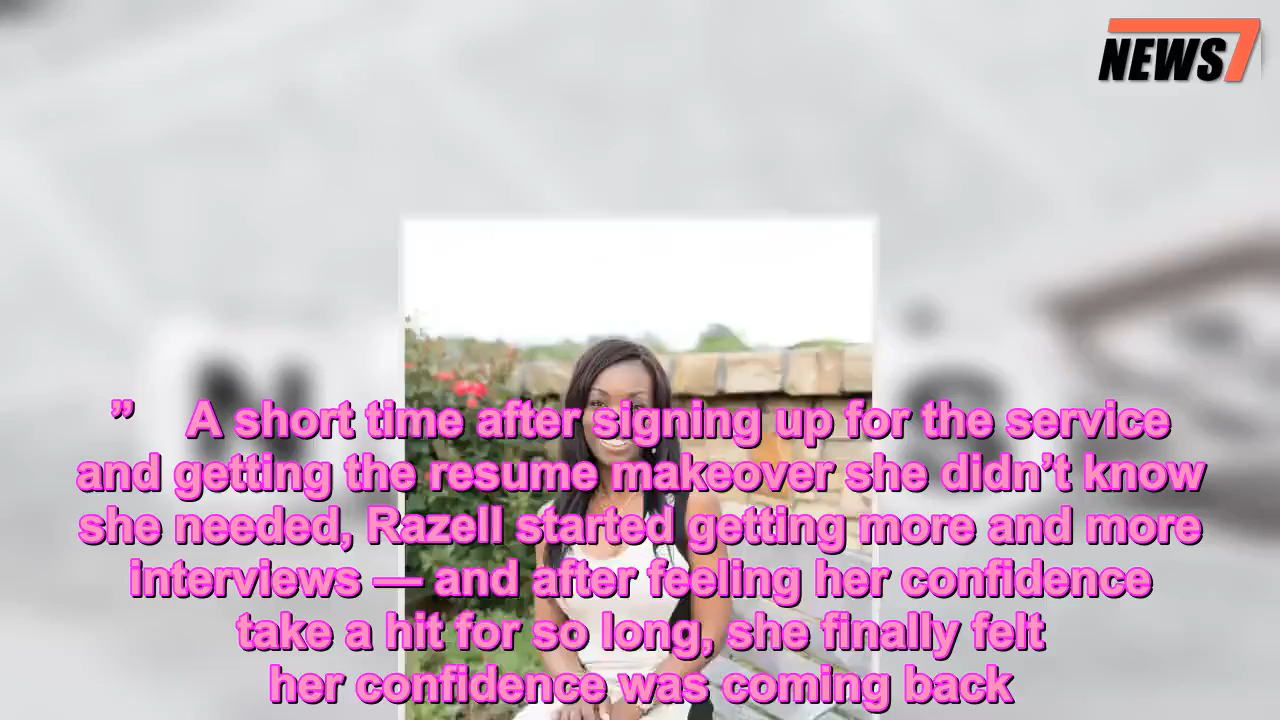 NEWS7
” A short time after signing up for the service
and getting the resume makeover she didn’t know
she needed, Razell started getting more and more
interviews — and after feeling her confidence
take a hit for so long, she finally felt
her confidence was coming back